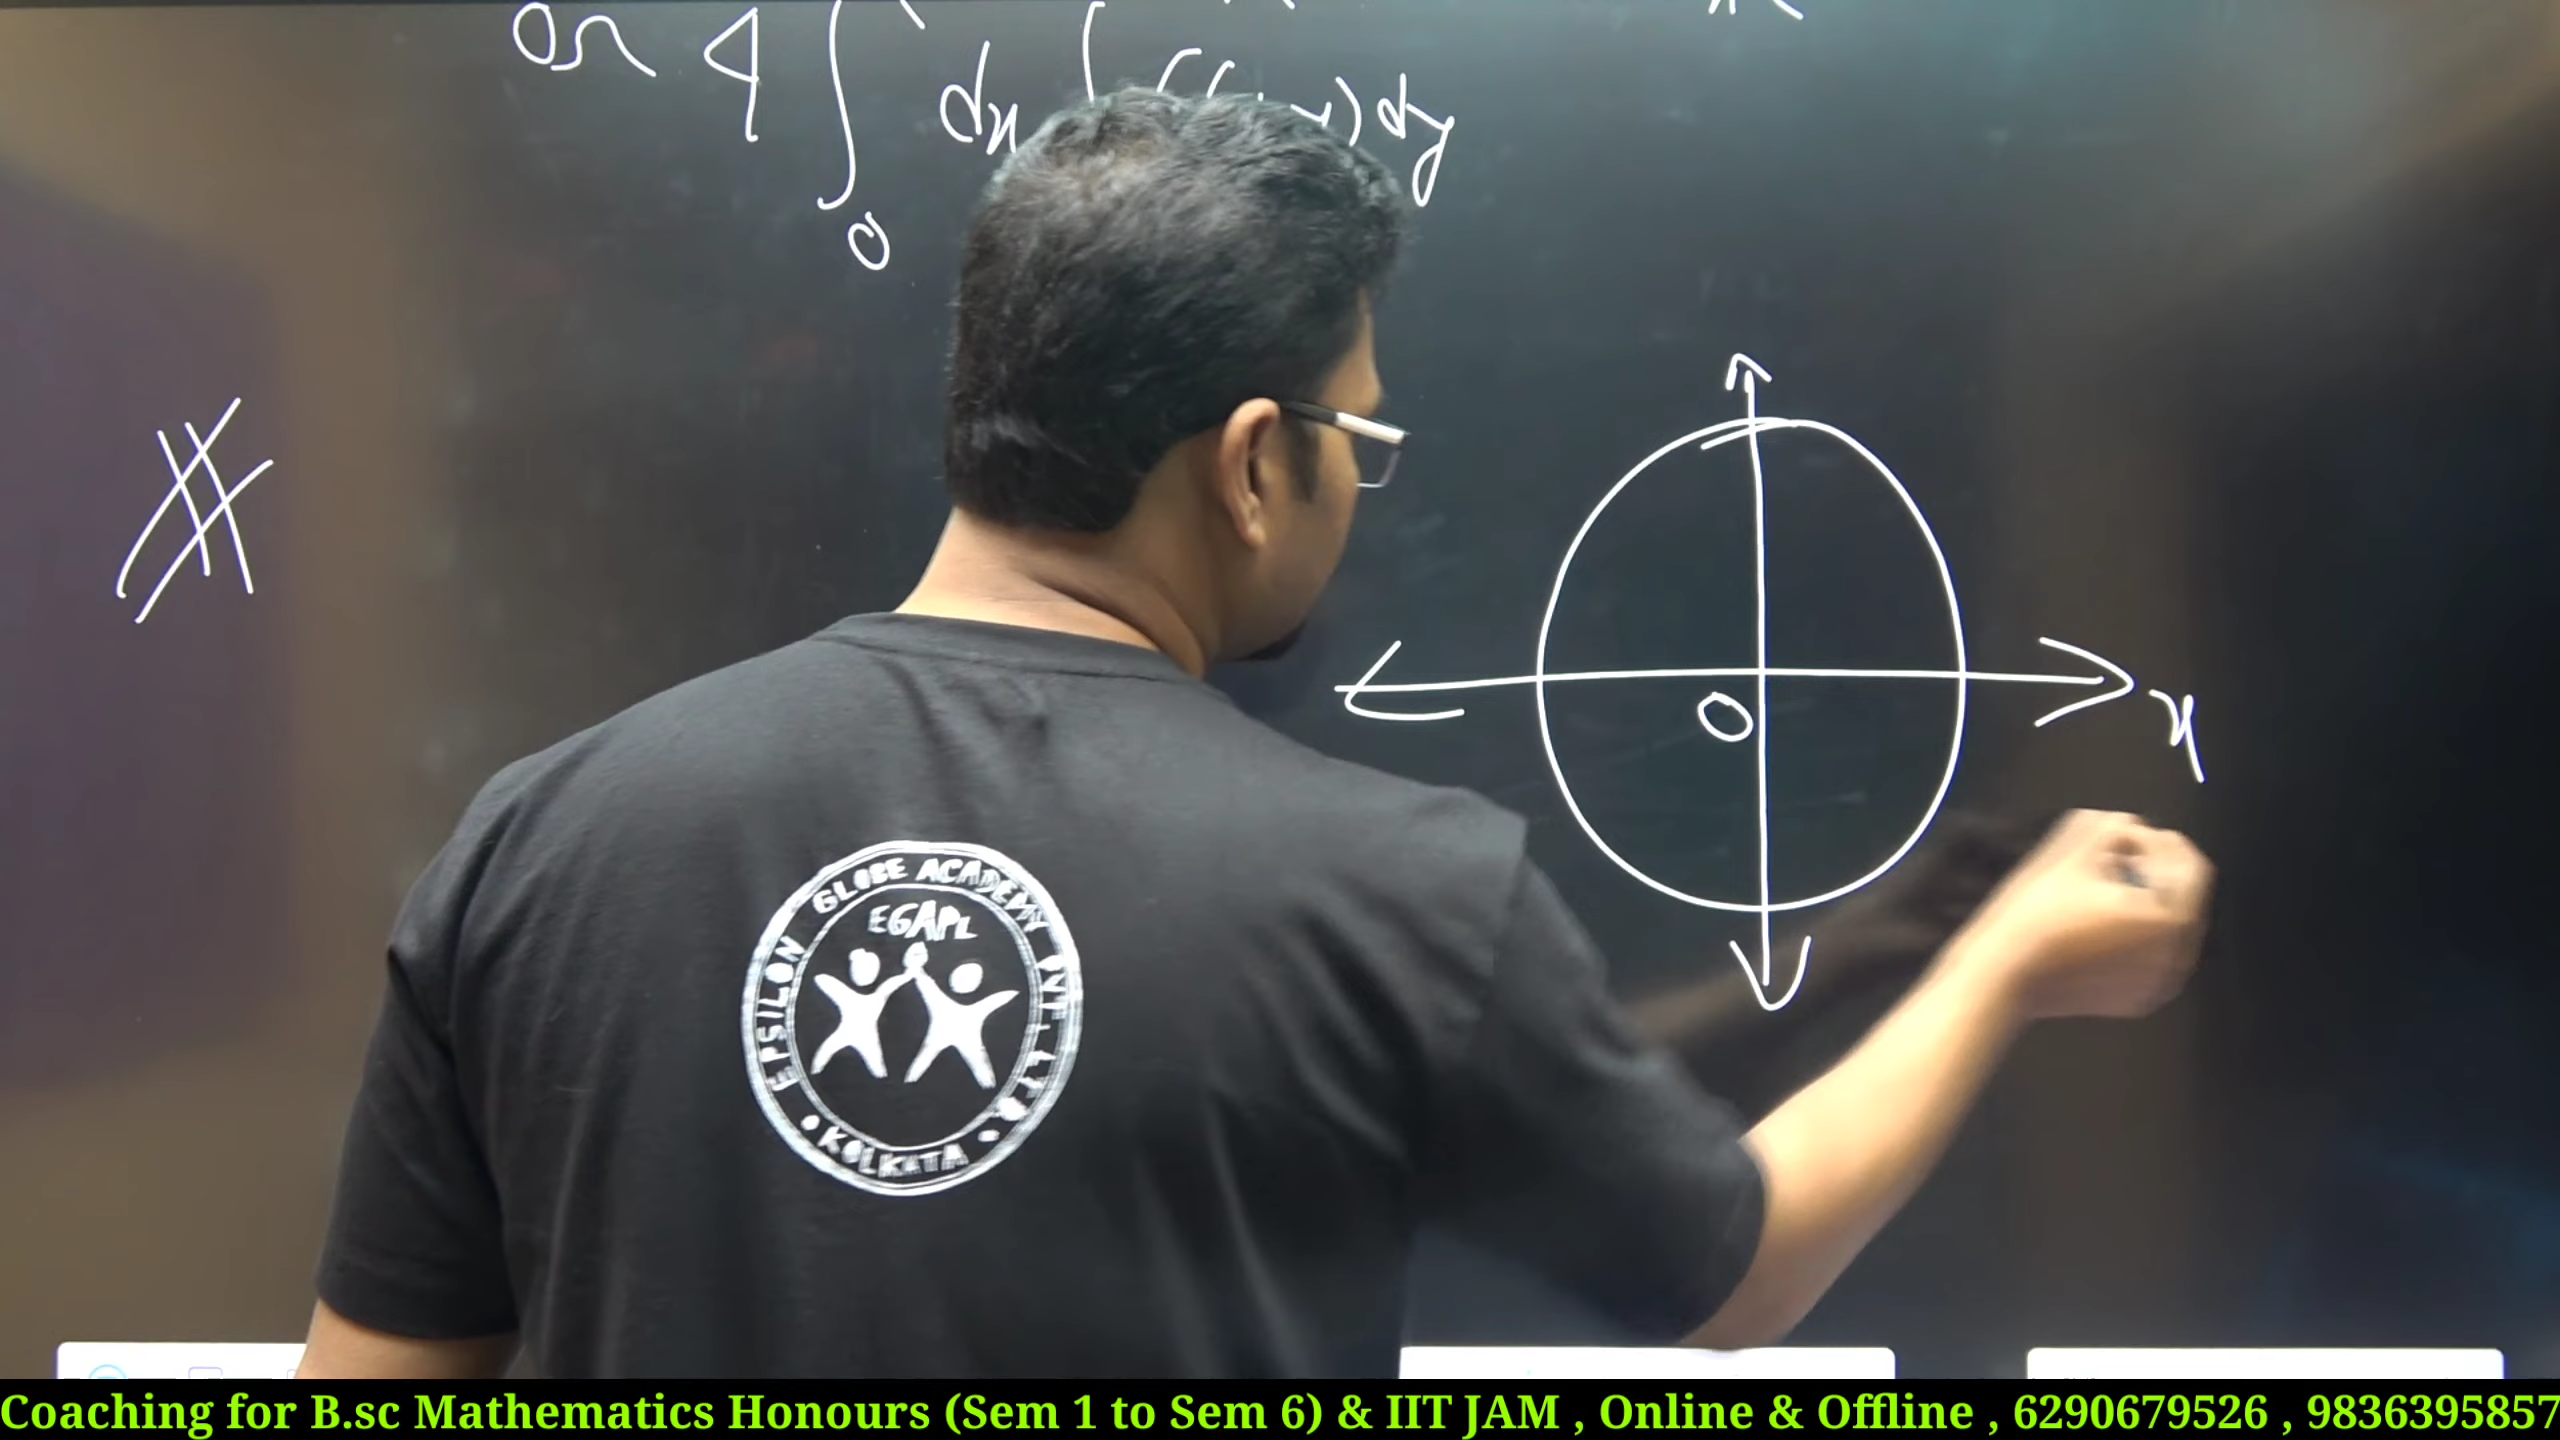 or 4 ∫ dx ∫ dy
0
#
0
x
EPSILON GLOBE ACADEMY PVT. LTD.
EGAPL
• KOLKATA •
Coaching for B.sc Mathematics Honours (Sem 1 to Sem 6) & IIT JAM , Online & Offline , 6290679526 , 9836395857